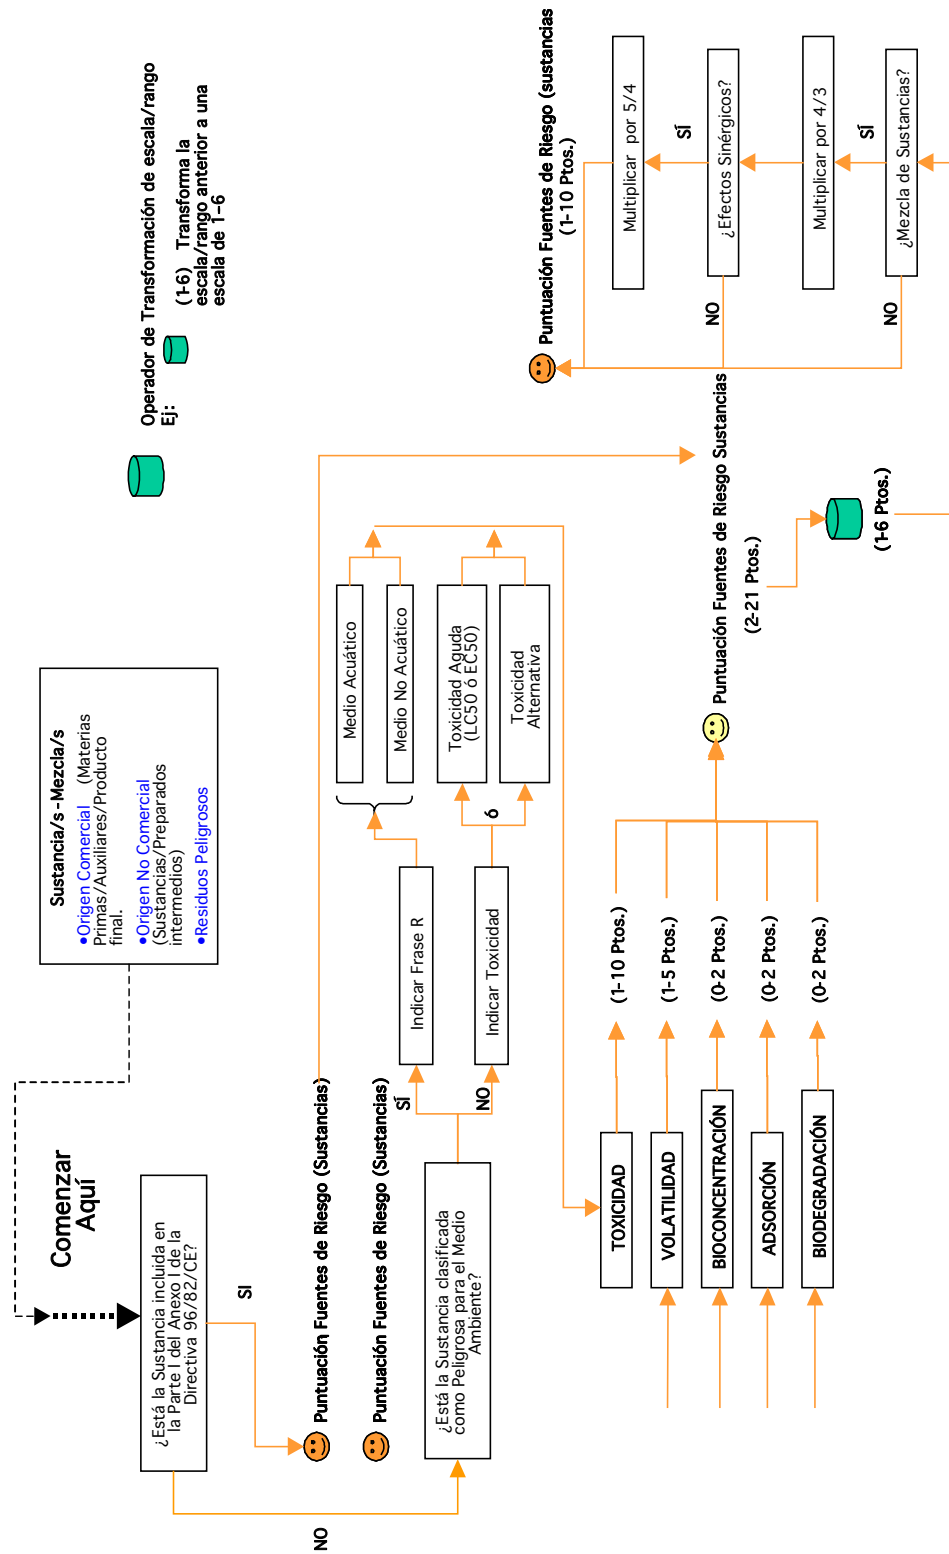 Sustancia/s-Mezcla/s
•Origen Comercial (Materias
Primas/Auxiliares/Producto
final.
•Origen No Comercial
(Sustancias/Preparados
intermedios)
•Residuos Peligrosos
Operador de Transformación de escala/rango
Ej:
(1-6) Transforma la
escala/rango anterior a una
escala de 1-6
Comenzar
Aquí
¿Está la Sustancia incluida en
la Parte I del Anexo I de la
Directiva 96/82/CE?
SI
NO
Puntuación Fuentes de Riesgo (Sustancias)
Puntuación Fuentes de Riesgo (Sustancias)
¿Está la Sustancia clasificada
como Peligrosa para el Medio
Ambiente?
SÍ
NO
Indicar Frase R
Indicar Toxicidad
Medio Acuático
Medio No Acuático
ó
Toxicidad Aguda
(LC50 ó EC50)
Toxicidad
Alternativa
TOXICIDAD
(1-10 Ptos.)
VOLATILIDAD
(1-5 Ptos.)
BIOCONCENTRACIÓN
(0-2 Ptos.)
ADSORCIÓN
(0-2 Ptos.)
BIODEGRADACIÓN
(0-2 Ptos.)
Puntuación Fuentes de Riesgo Sustancias
(2-21 Ptos.)
(1-6 Ptos.)
Puntuación Fuentes de Riesgo (sustancias
(1-10 Ptos.)
Multiplicar por 5/4
SÍ
¿Efectos Sinérgicos?
NO
Multiplicar por 4/3
SÍ
¿Mezcla de Sustancias?
NO